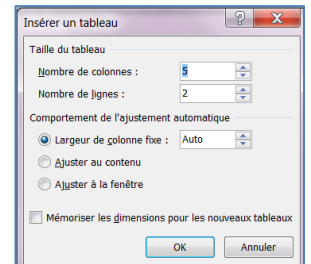 Insérer un tableau
Taille du tableau
Nombre de colonnes : 5
Nombre de lignes : 2
Comportement de l'ajustement automatique
Largeur de colonne fixe : Auto
Ajuster au contenu
Ajuster à la fenêtre
Mémoriser les dimensions pour les nouveaux tableaux
OK Annuler